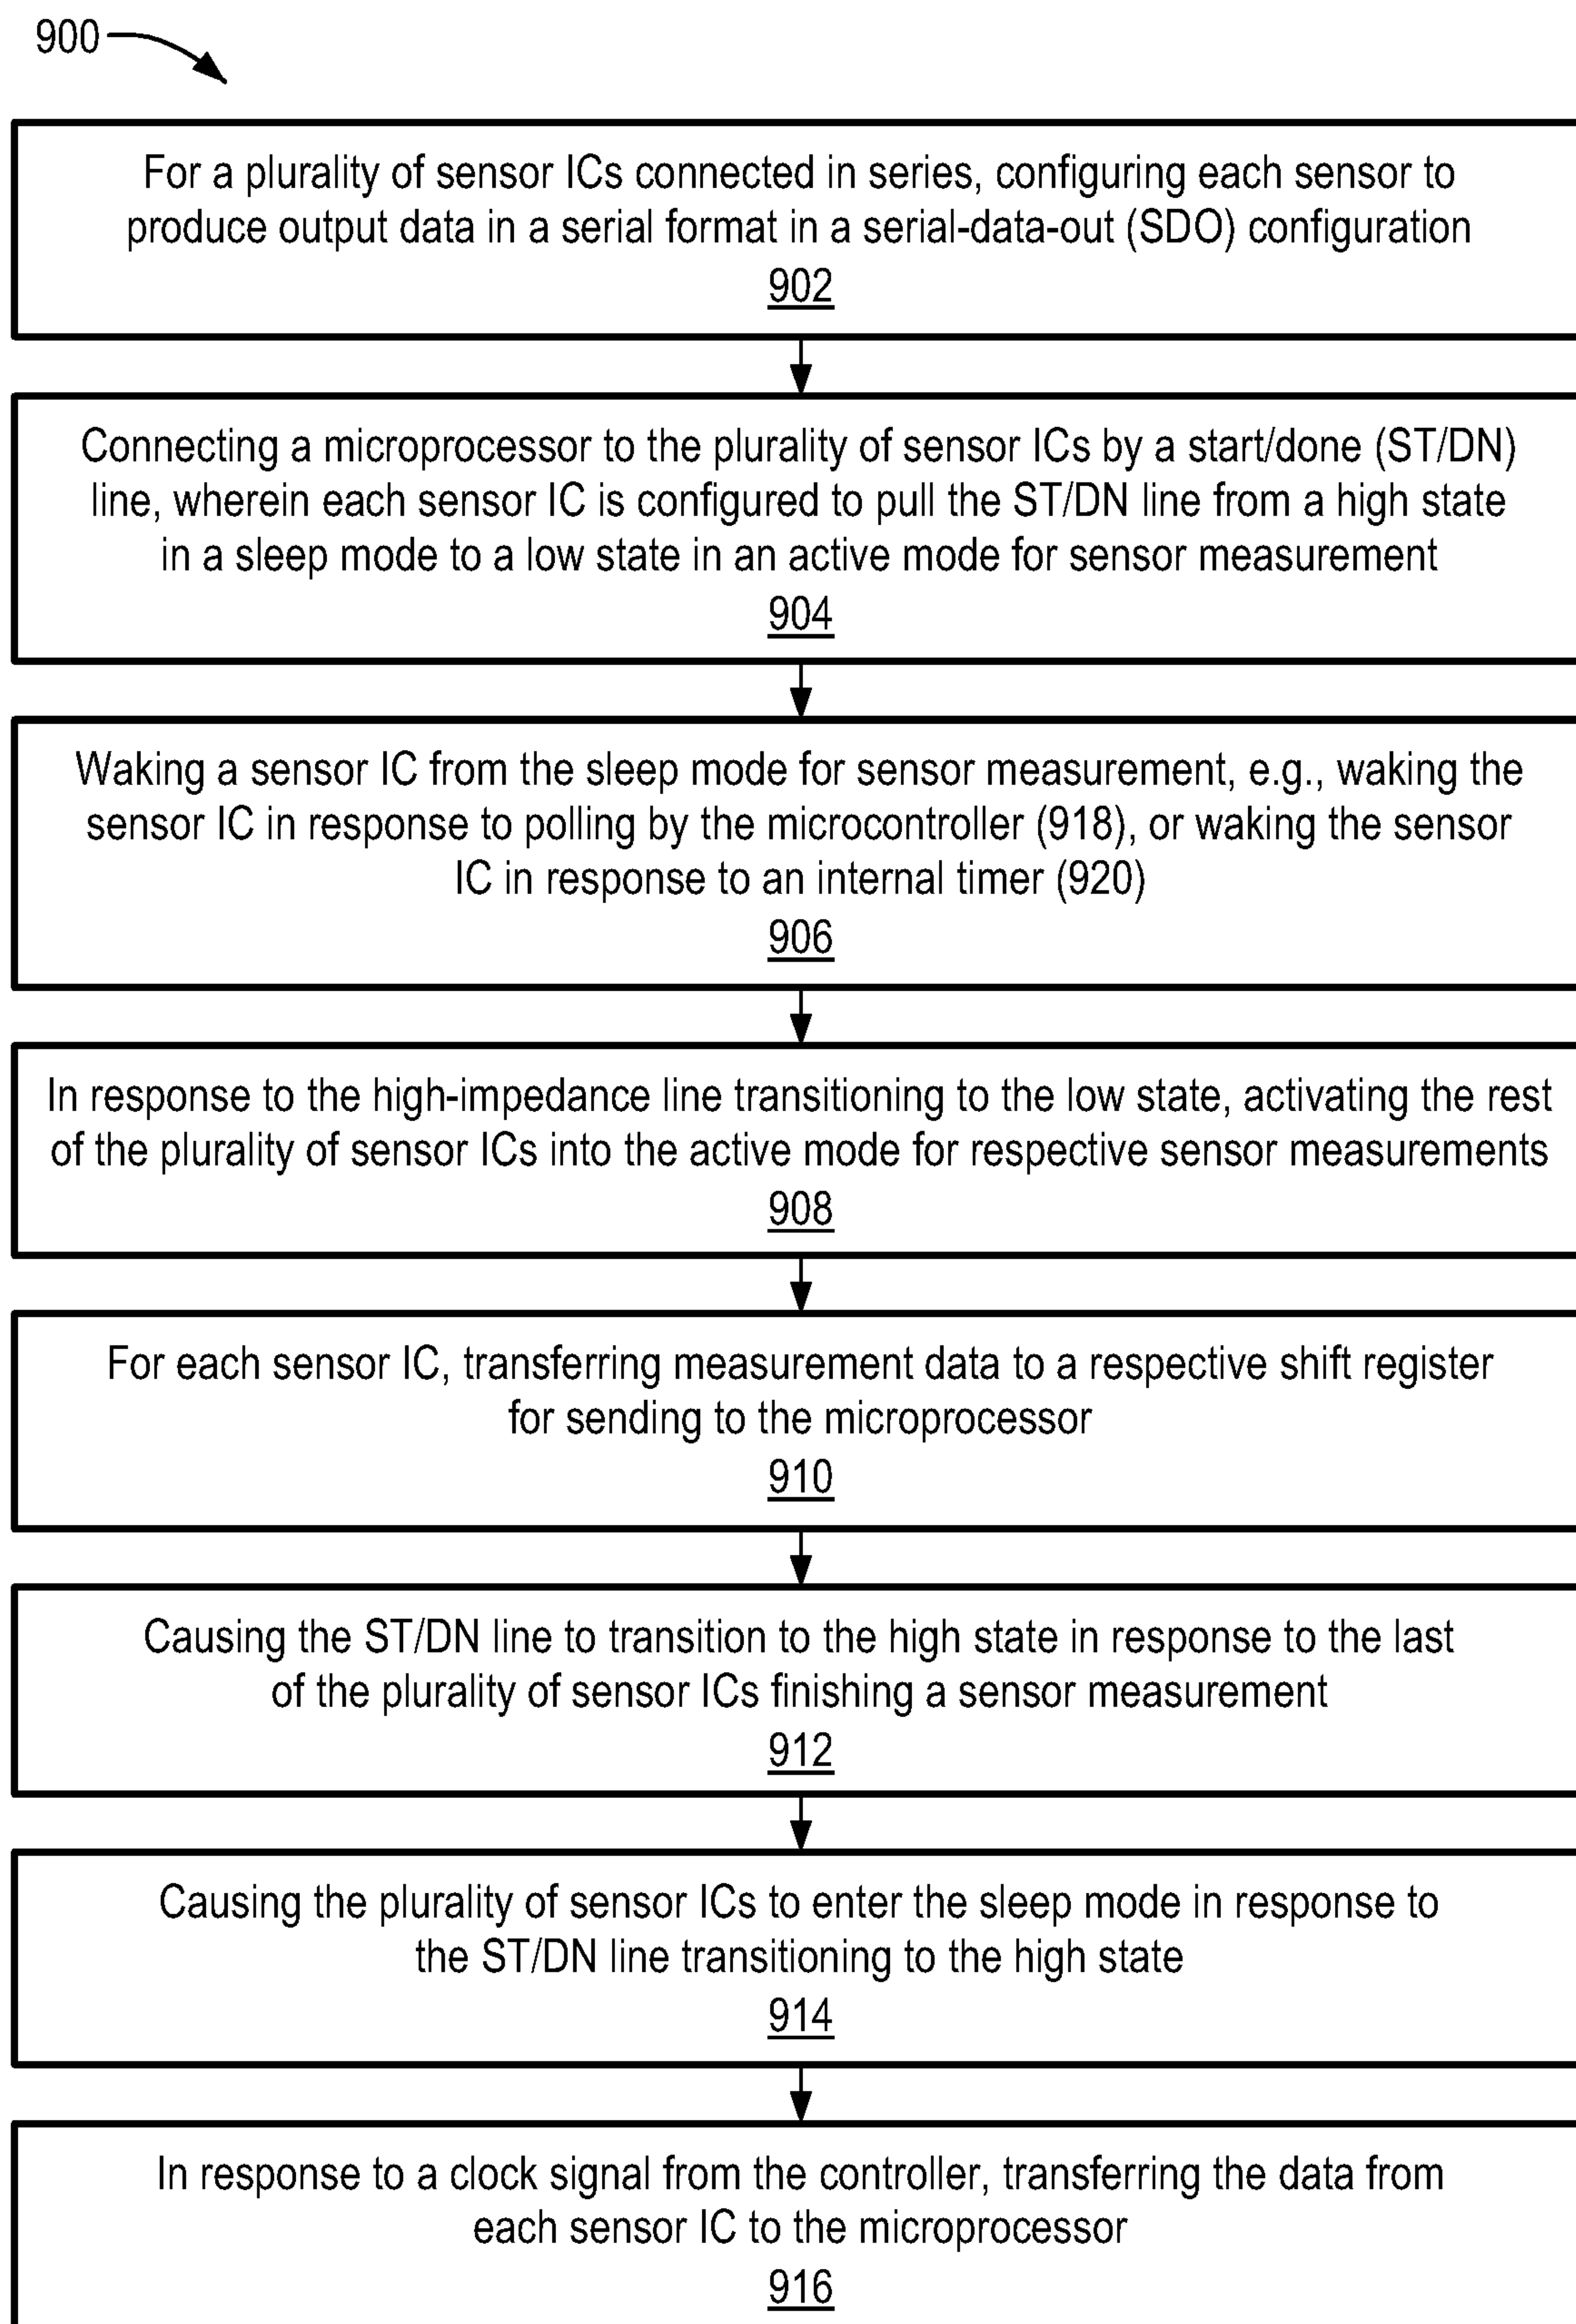 900
For a plurality of sensor ICs connected in series, configuring each sensor to
produce output data in a serial format in a serial-data-out (SDO) configuration
902
Connecting a microprocessor to the plurality of sensor ICs by a start/done (ST/DN)
line, wherein each sensor IC is configured to pull the ST/DN line from a high state
in a sleep mode to a low state in an active mode for sensor measurement
904
Waking a sensor IC from the sleep mode for sensor measurement, e.g., waking the
sensor IC in response to polling by the microcontroller (918), or waking the sensor
IC in response to an internal timer (920)
906
In response to the high-impedance line transitioning to the low state, activating the rest
of the plurality of sensor ICs into the active mode for respective sensor measurements
908
For each sensor IC, transferring measurement data to a respective shift register
for sending to the microprocessor
910
Causing the ST/DN line to transition to the high state in response to the last
of the plurality of sensor ICs finishing a sensor measurement
912
Causing the plurality of sensor ICs to enter the sleep mode in response to
the ST/DN line transitioning to the high state
914
In response to a clock signal from the controller, transferring the data from
each sensor IC to the microprocessor
916